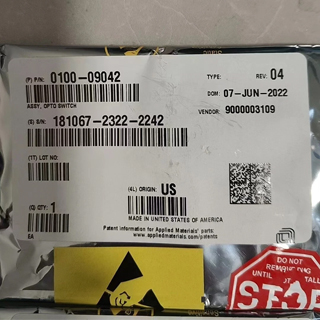 (P) P/N: 0100-09042
TYPE: REV: 04
ASSY, OPTO SWITCH
DOM: 07-JUN-2022
(S) S/N: 181067-2322-2242
VENDOR: 9000003109
(1T) LOT NO:
(4L) ORIGIN: US
(Q) QTY: 1
MADE IN UNITED STATES OF AMERICA
Patent information for Applied Materials' parts:
www.appliedmaterials.com/patents
EA
DO NOT
REMOVE
UNTIL
STOP